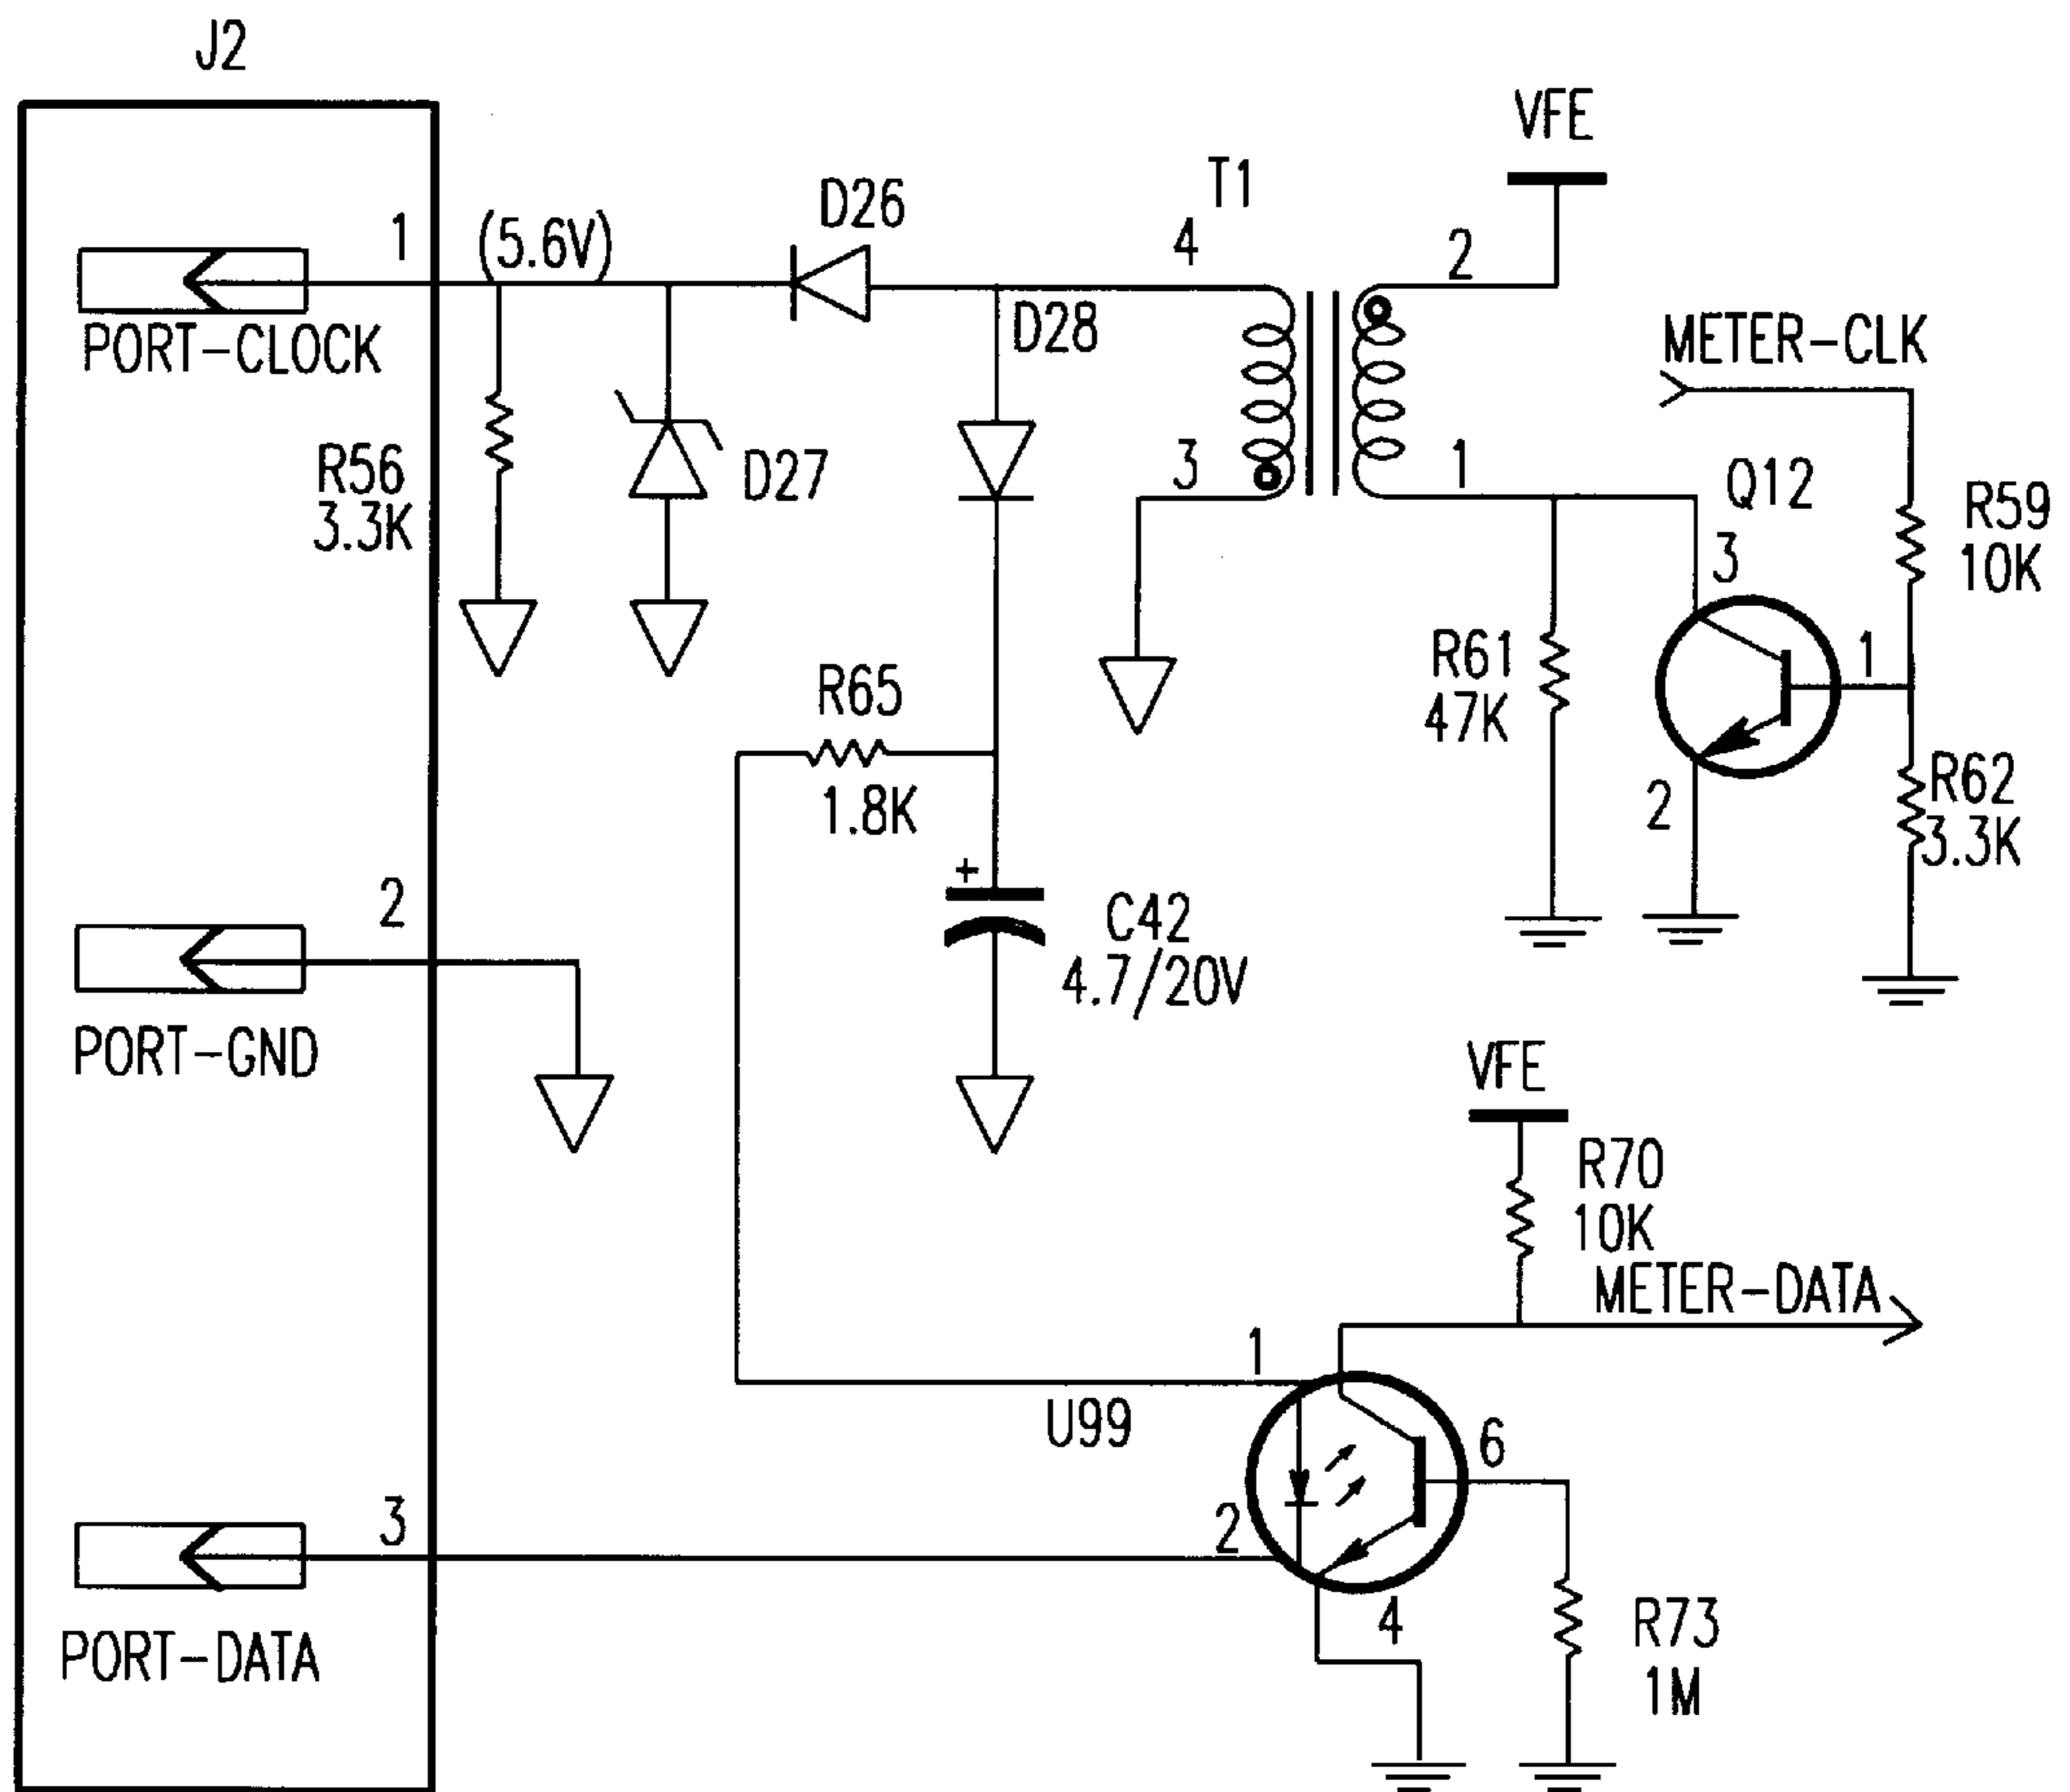 J2
VFE
T1
D26
1
(5.6V)
4
2
PORT-CLOCK
D28
METER-CLK
R56
3.3K
D27
3
1
Q12
R59
10K
3
R65
1.8K
R61
47K
1
2
R62
3.3K
+
C42
4.7/20V
2
PORT-GND
VFE
R70
10K
METER-DATA
1
U99
6
3
2
PORT-DATA
4
R73
1M